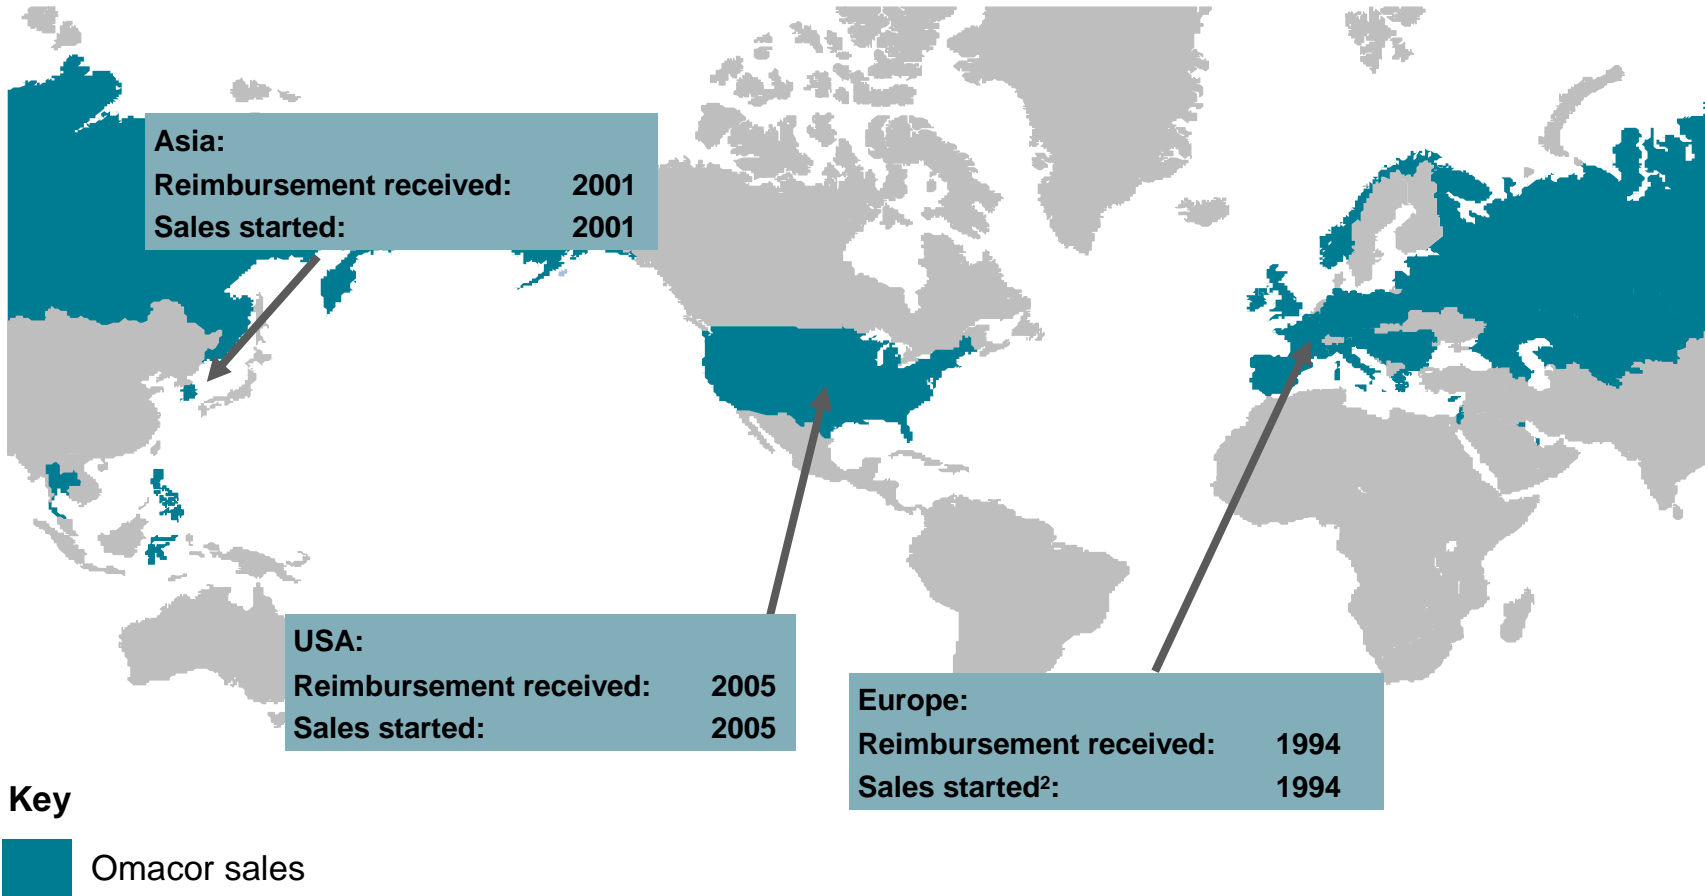 Asia:
Reimbursement received: 2001
Sales started: 2001
USA:
Reimbursement received: 2005
Sales started: 2005
Europe:
Reimbursement received: 1994
Sales started²: 1994
Key
Omacor sales